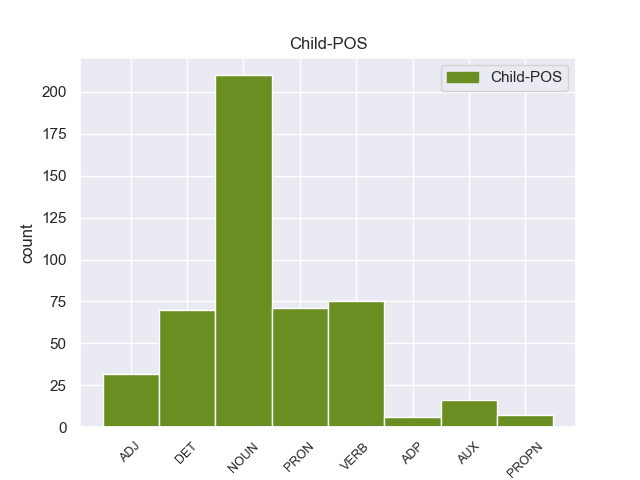 Child-POS
Child-POS
count
200
175
150
125
100
75
50
25
0
ADJ
DET
NOUN
PRON
VERB
ADP
AUX
PROPN